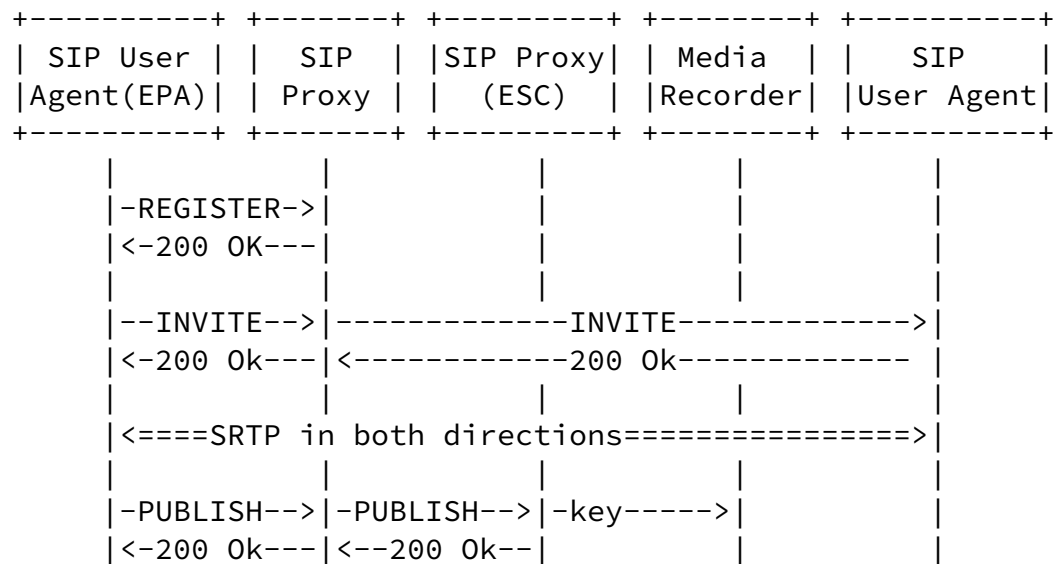 +----------+ +-------+ +---------+ +--------+ +----------+
| SIP User | |  SIP  | |SIP Proxy| | Media  | |   SIP    |
|Agent(EPA)| | Proxy | |  (ESC)  | |Recorder| |User Agent|
+----------+ +-------+ +---------+ +--------+ +----------+
     |           |           |          |          |
     |-REGISTER->|           |          |          |
     |<-200 OK---|           |          |          |
     |           |           |          |          |
     |--INVITE-->|-------------INVITE------------->|
     |<-200 Ok---|<------------200 Ok------------- |
     |           |           |          |          |
     |<====SRTP in both directions================>|
     |           |           |          |          |
     |-PUBLISH-->|-PUBLISH-->|-key----->|          |
     |<-200 Ok---|<--200 Ok--|          |          |